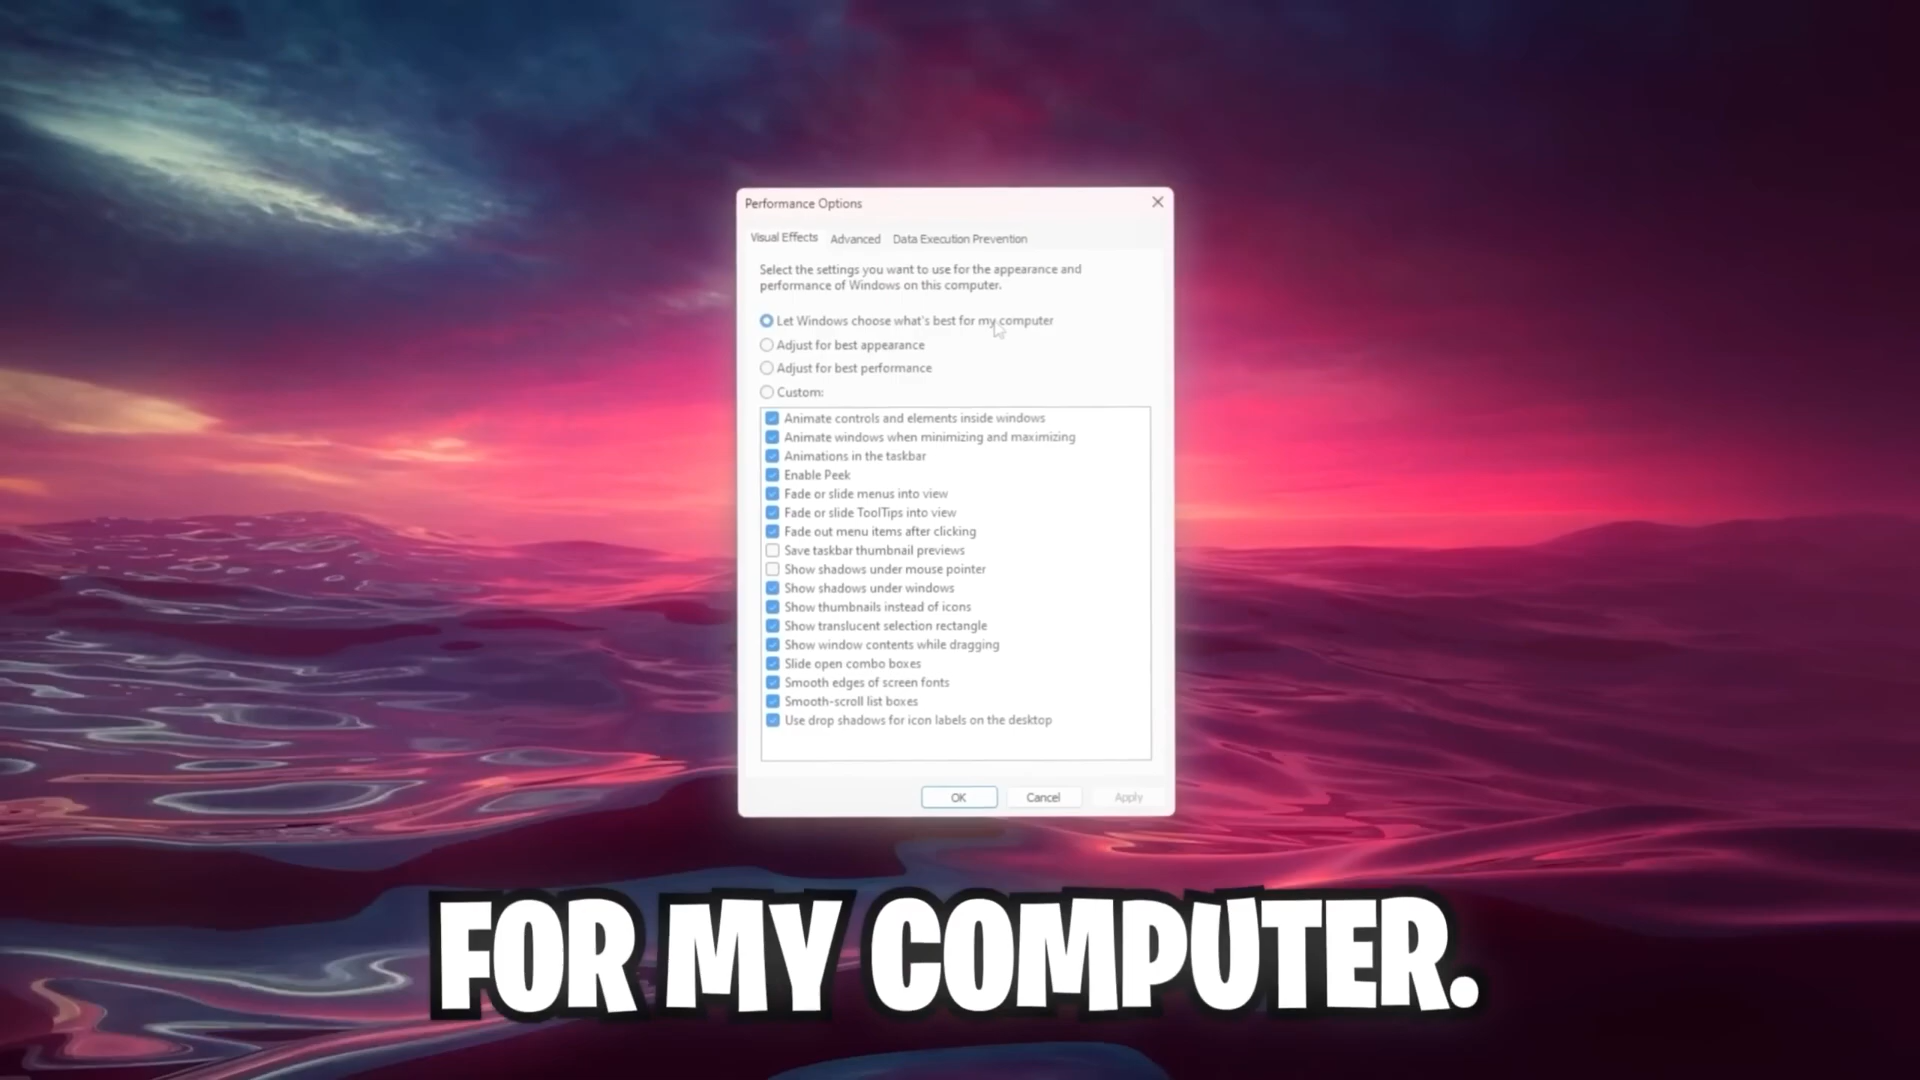 Performance Options
Visual Effects
Advanced
Data Execution Prevention
Select the settings you want to use for the appearance and
performance of Windows on this computer.
Let Windows choose what's best for my computer
Adjust for best appearance
Adjust for best performance
Custom:
Animate controls and elements inside windows
Animate windows when minimizing and maximizing
Animations in the taskbar
Enable Peek
Fade or slide menus into view
Fade or slide ToolTips into view
Fade out menu items after clicking
Save taskbar thumbnail previews
Show shadows under mouse pointer
Show shadows under windows
Show thumbnails instead of icons
Show translucent selection rectangle
Show window contents while dragging
Slide open combo boxes
Smooth edges of screen fonts
Smooth-scroll list boxes
Use drop shadows for icon labels on the desktop
OK
Cancel
Apply
FOR MY COMPUTER.